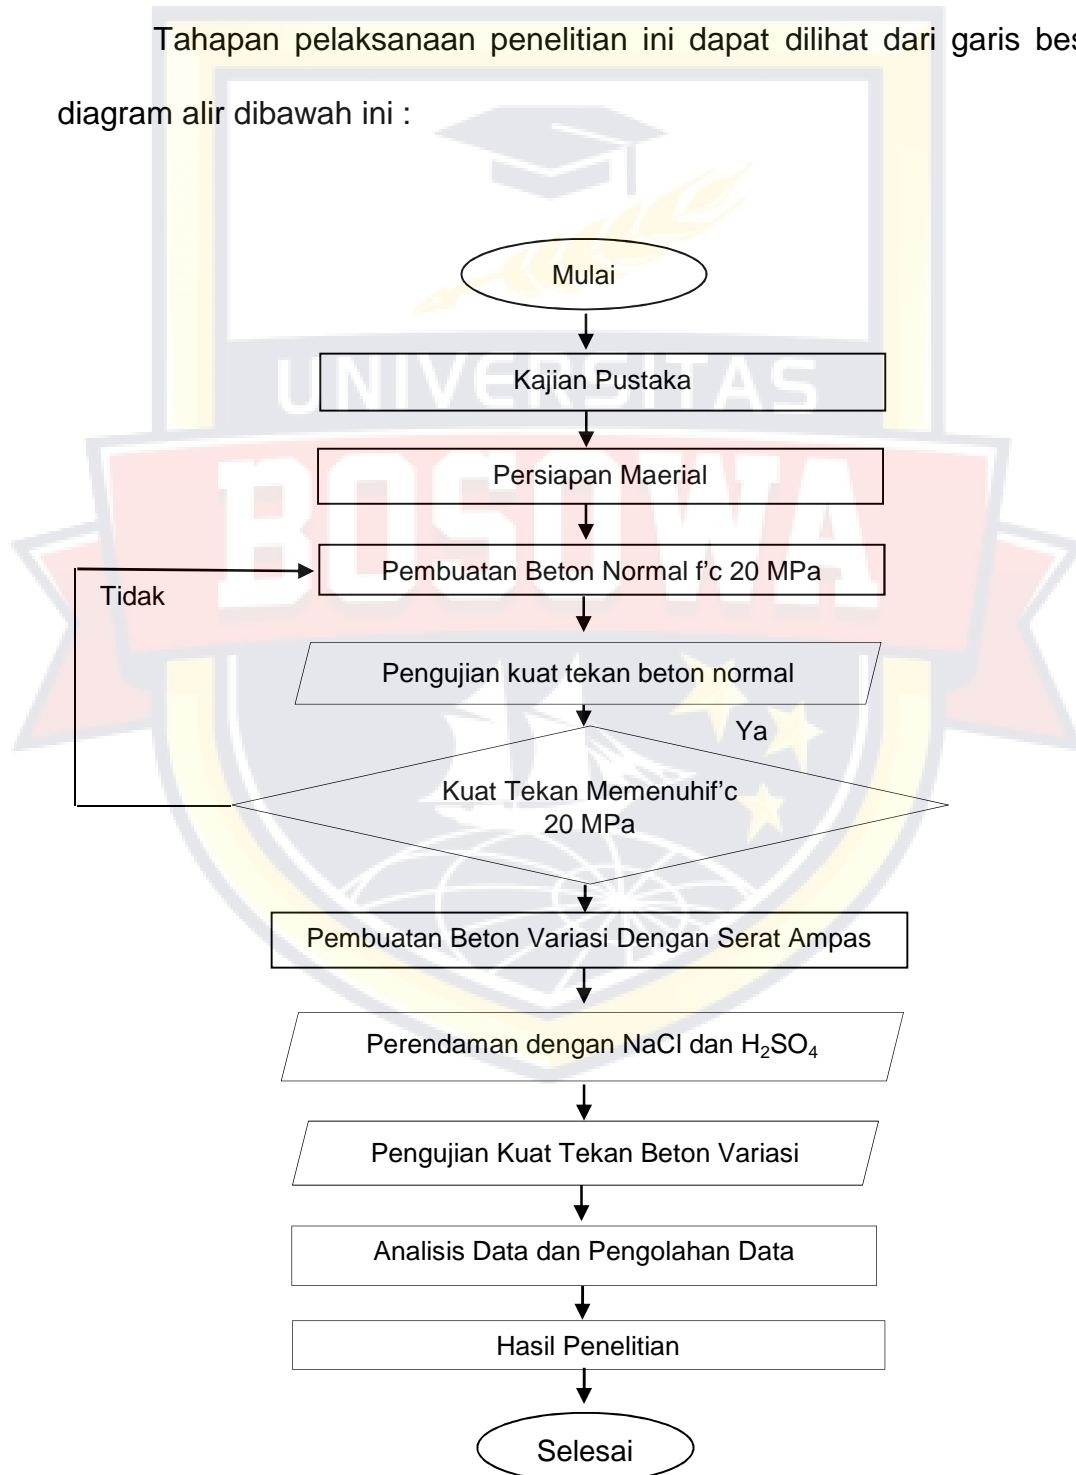 Tahapan pelaksanaan penelitian ini dapat dilihat dari garis
diagram alir dibawah ini :
Mulai
UNIVERSITAS
Kajian Pustaka
BOSOWA
Persiapan Maerial
Pembuatan Beton Normal f'c 20 MPa
Tidak
Pengujian kuat tekan beton normal
Ya
Kuat Tekan Memenuhif'c
20 MPa
Pembuatan Beton Variasi Dengan Serat Ampas
Perendaman dengan NaCl dan H₂SO₄
Pengujian Kuat Tekan Beton Variasi
Analisis Data dan Pengolahan Data
Hasil Penelitian
Selesai